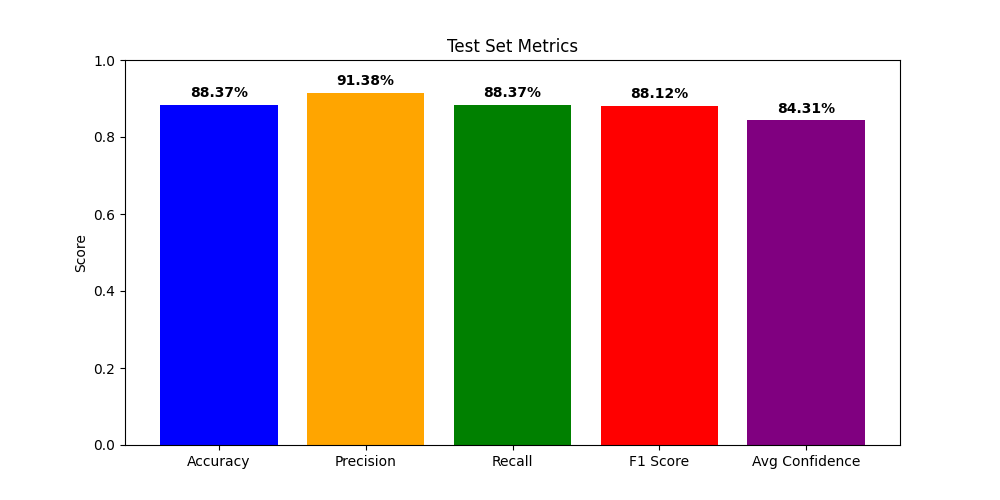 Test Set Metrics
Score
1.0
0.8
0.6
0.4
0.2
0.0
88.37%
91.38%
88.37%
88.12%
84.31%
Accuracy
Precision
Recall
F1 Score
Avg Confidence